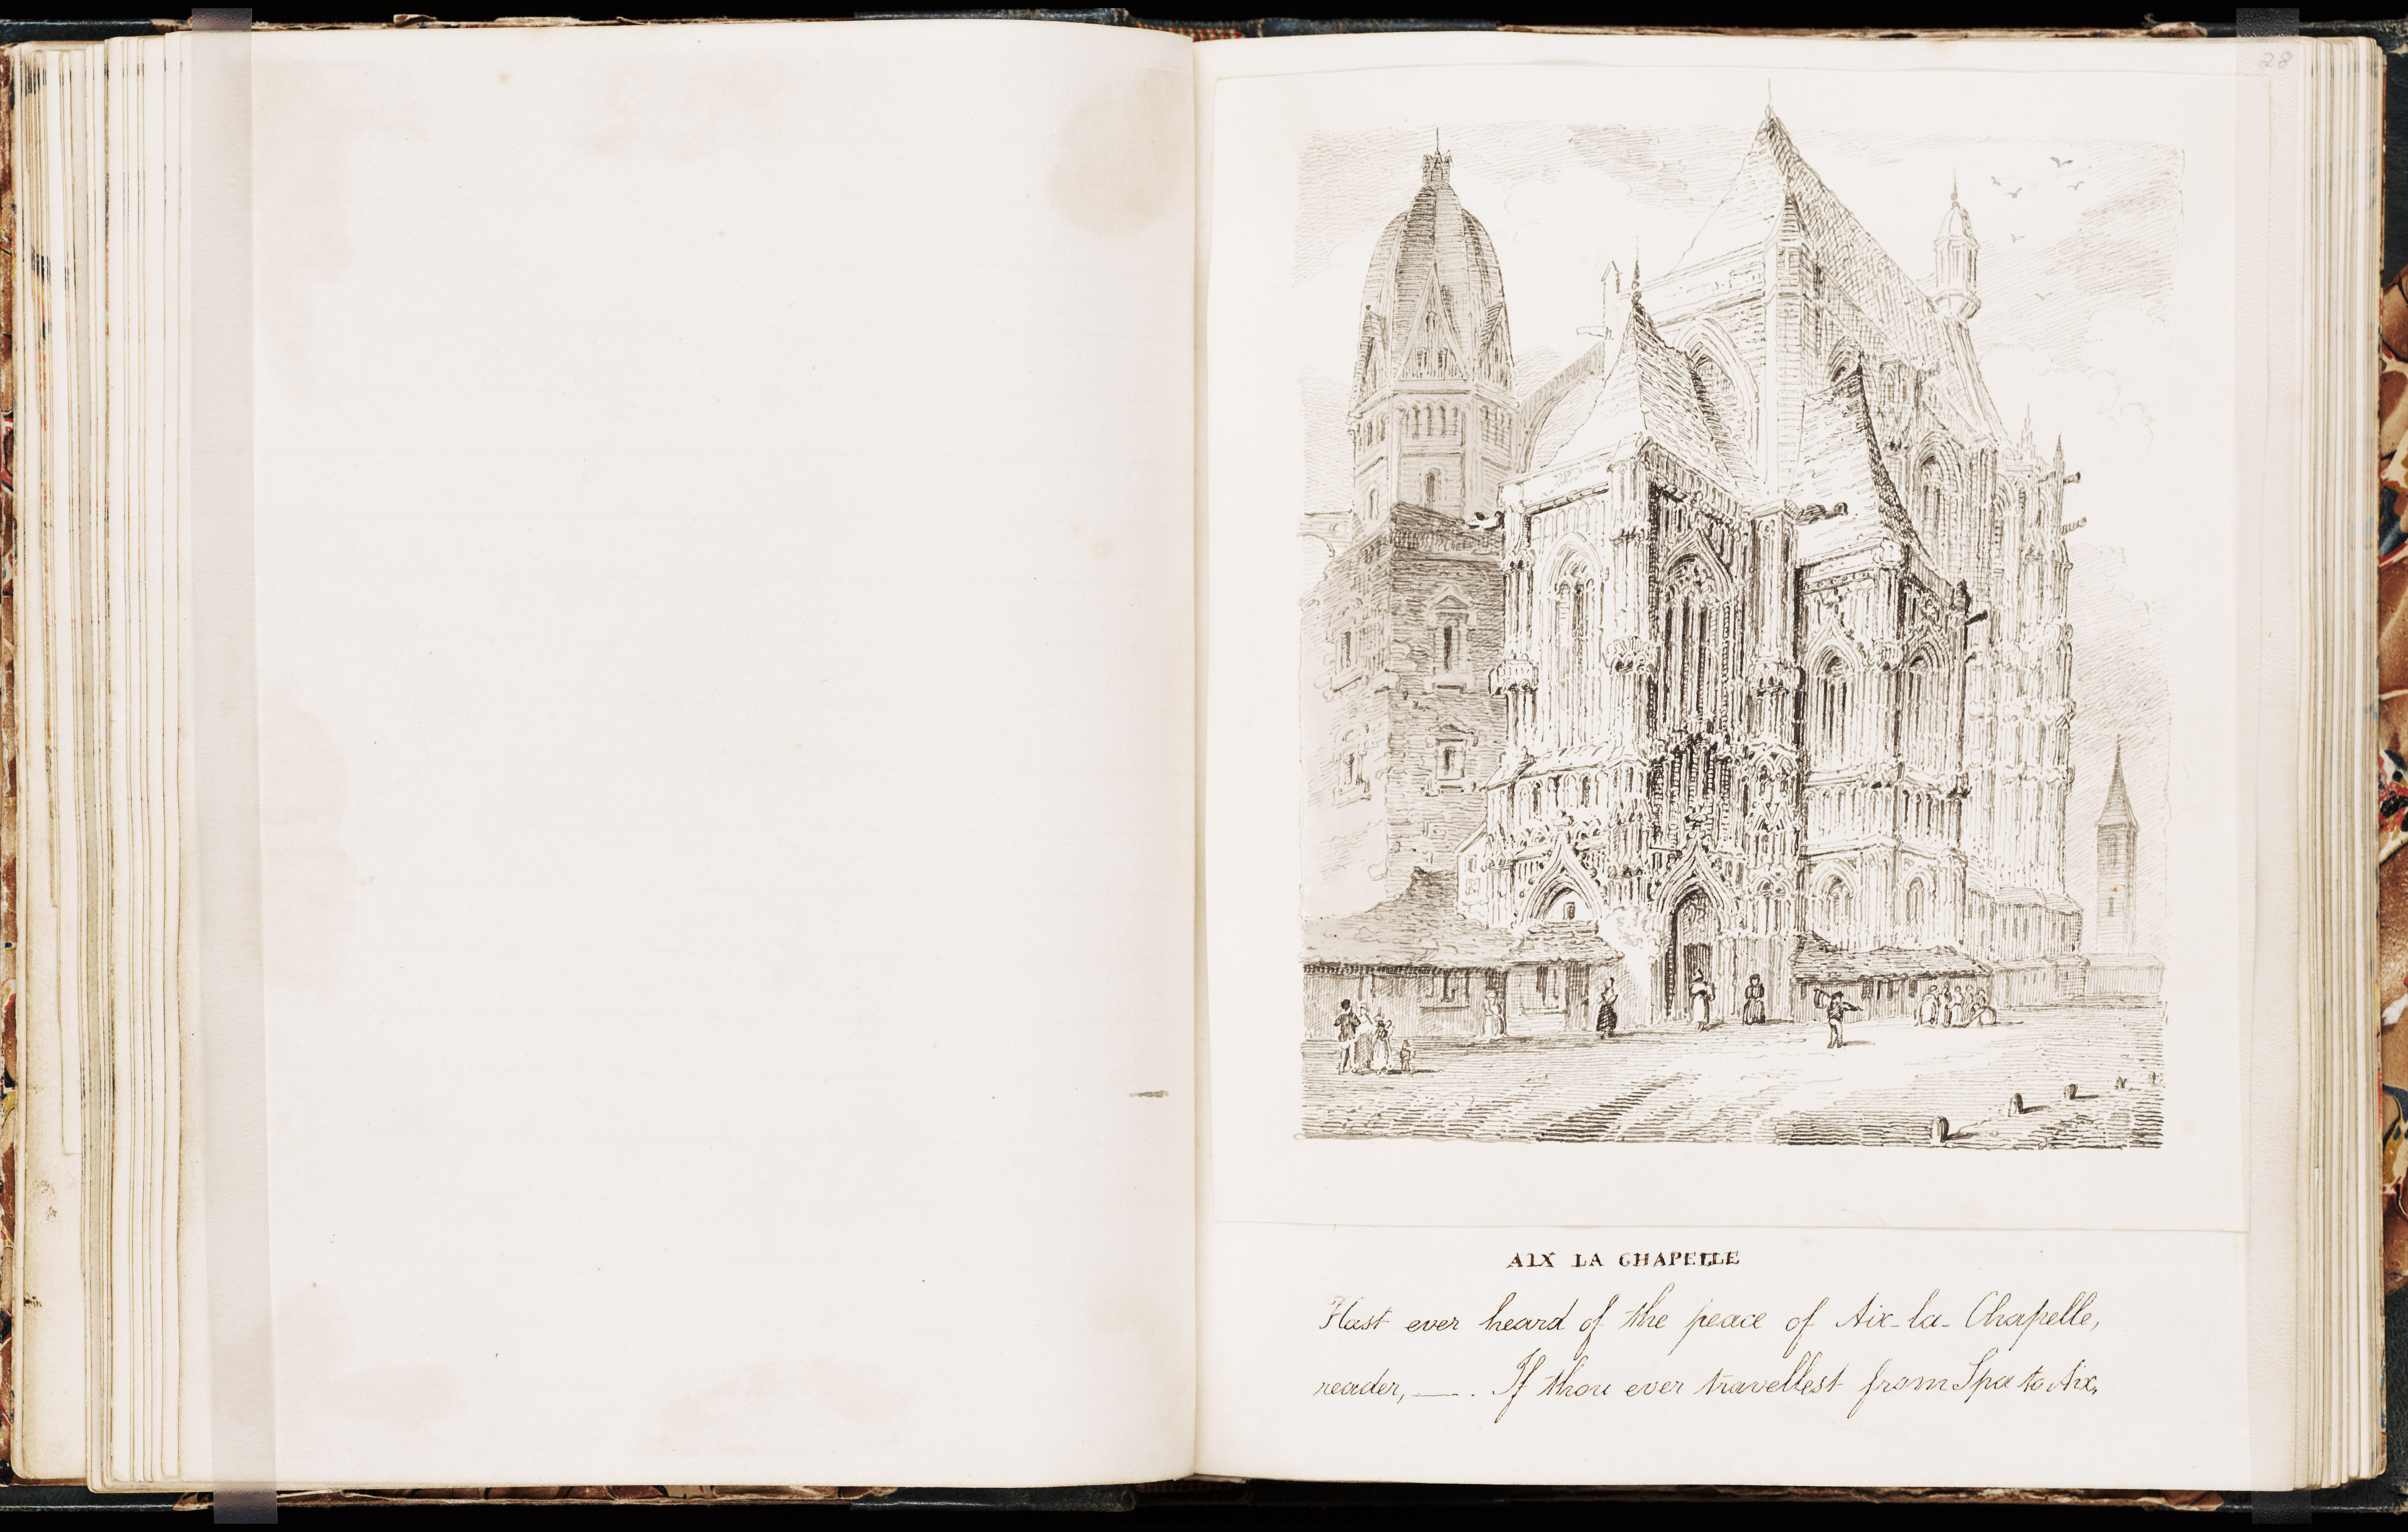 28
AIX LA CHAPELLE
Hast ever heard of the peace of Aix-la-Chapelle,
reader, —. If thou ever travellest from Spa to Aix,